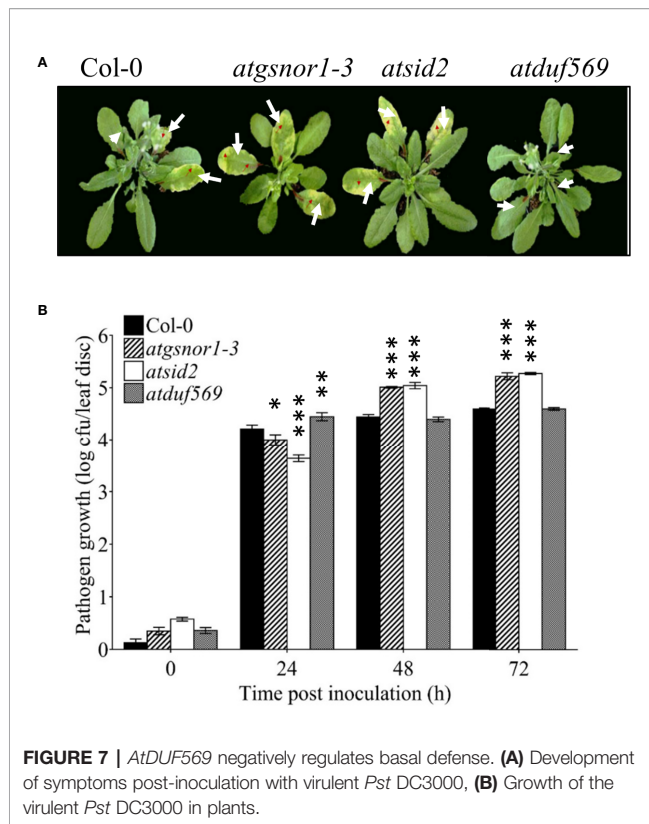 A
Col-0 atgsnor1-3 atsid2 atduf569
B
Col-0
atgsnor1-3
atsid2
atduf569
Pathogen growth (log cfu/leaf disc)
6
5
4
3
2
1
0
* *** **
*** ***
*** ***
0 24 48 72
Time post inoculation (h)
FIGURE 7 | AtDUF569 negatively regulates basal defense. (A) Development
of symptoms post-inoculation with virulent Pst DC3000, (B) Growth of the
virulent Pst DC3000 in plants.